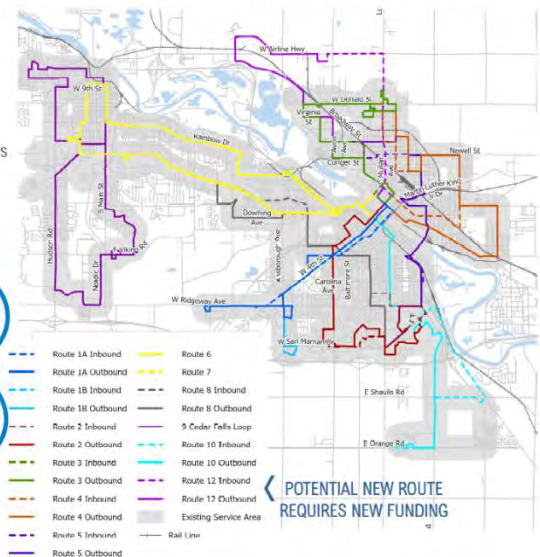 W Airline Hwy
W 9th St
W Donald St
Virginia St
Broadway St
Rainbow Dr
Conger St
Newell St
Martin Luther King Jr Dr
S Main St
Downing Ave
Hudson Rd
Nordic Dr
E Viking Rd
Ansborough Ave
W 4th St
Carolina Ave
Baltimore St
W Ridgeway Ave
W San Marnan Dr
E Shaulis Rd
E Orange Rd
Route 1A Inbound
Route 1A Outbound
Route 1B Inbound
Route 1B Outbound
Route 2 Inbound
Route 2 Outbound
Route 3 Inbound
Route 3 Outbound
Route 4 Inbound
Route 4 Outbound
Route 5 Inbound
Route 5 Outbound
Route 6
Route 7
Route 8 Inbound
Route 8 Outbound
9 Cedar Falls Loop
Route 10 Inbound
Route 10 Outbound
Route 12 Inbound
Route 12 Outbound
Existing Service Area
Rail Line
POTENTIAL NEW ROUTE
REQUIRES NEW FUNDING